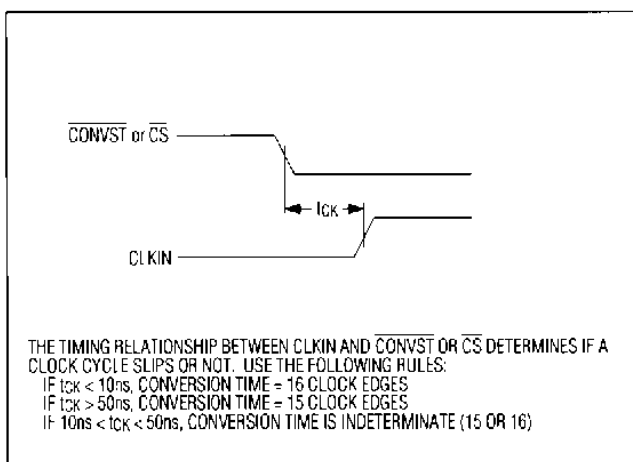 CONVST or CS
tCK
CLKIN
THE TIMING RELATIONSHIP BETWEEN CLKIN AND CONVST OR CS DETERMINES IF A
CLOCK CYCLE SLIPS OR NOT. USE THE FOLLOWING RULES:
IF tCK < 10ns, CONVERSION TIME = 16 CLOCK EDGES
IF tCK > 50ns, CONVERSION TIME = 15 CLOCK EDGES
IF 10ns < tCK < 50ns, CONVERSION TIME IS INDETERMINATE (15 OR 16)